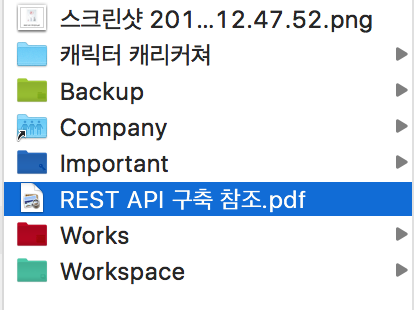 스크린샷 201...12.47.52.png
캐릭터 캐리커쳐
Backup
Company
Important
REST API 구축 참조.pdf
Works
Workspace